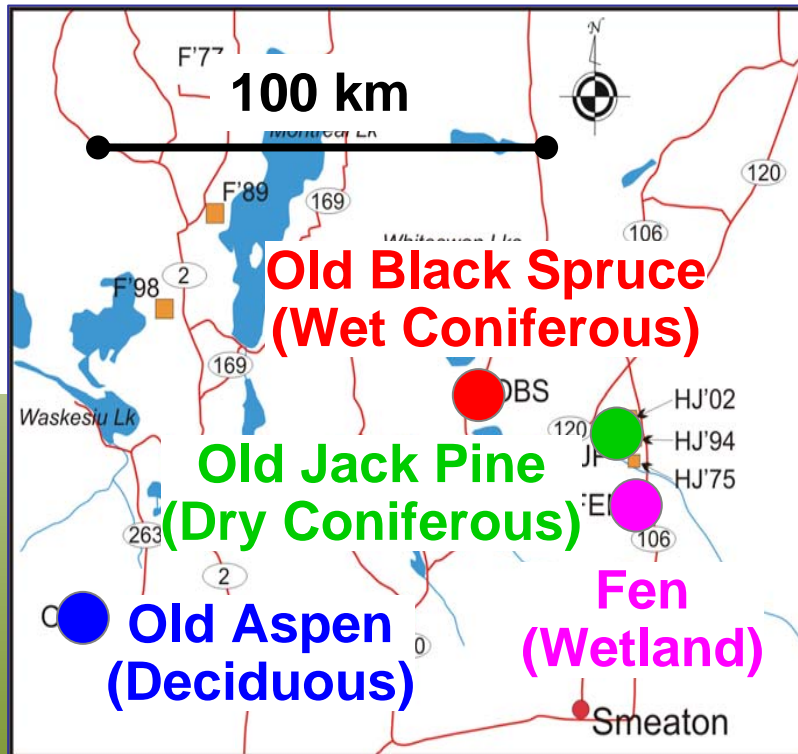 F'77
100 km
N
Montreal Lk
120
F'89
169
106
2
Old Black Spruce
(Wet Coniferous)
F'98
169
OBS
HJ'02
Waskesiu Lk
120
HJ'94
Old Jack Pine
(Dry Coniferous)
HJ'75
263
106
2
Old Aspen
(Deciduous)
Fen
(Wetland)
Smeaton